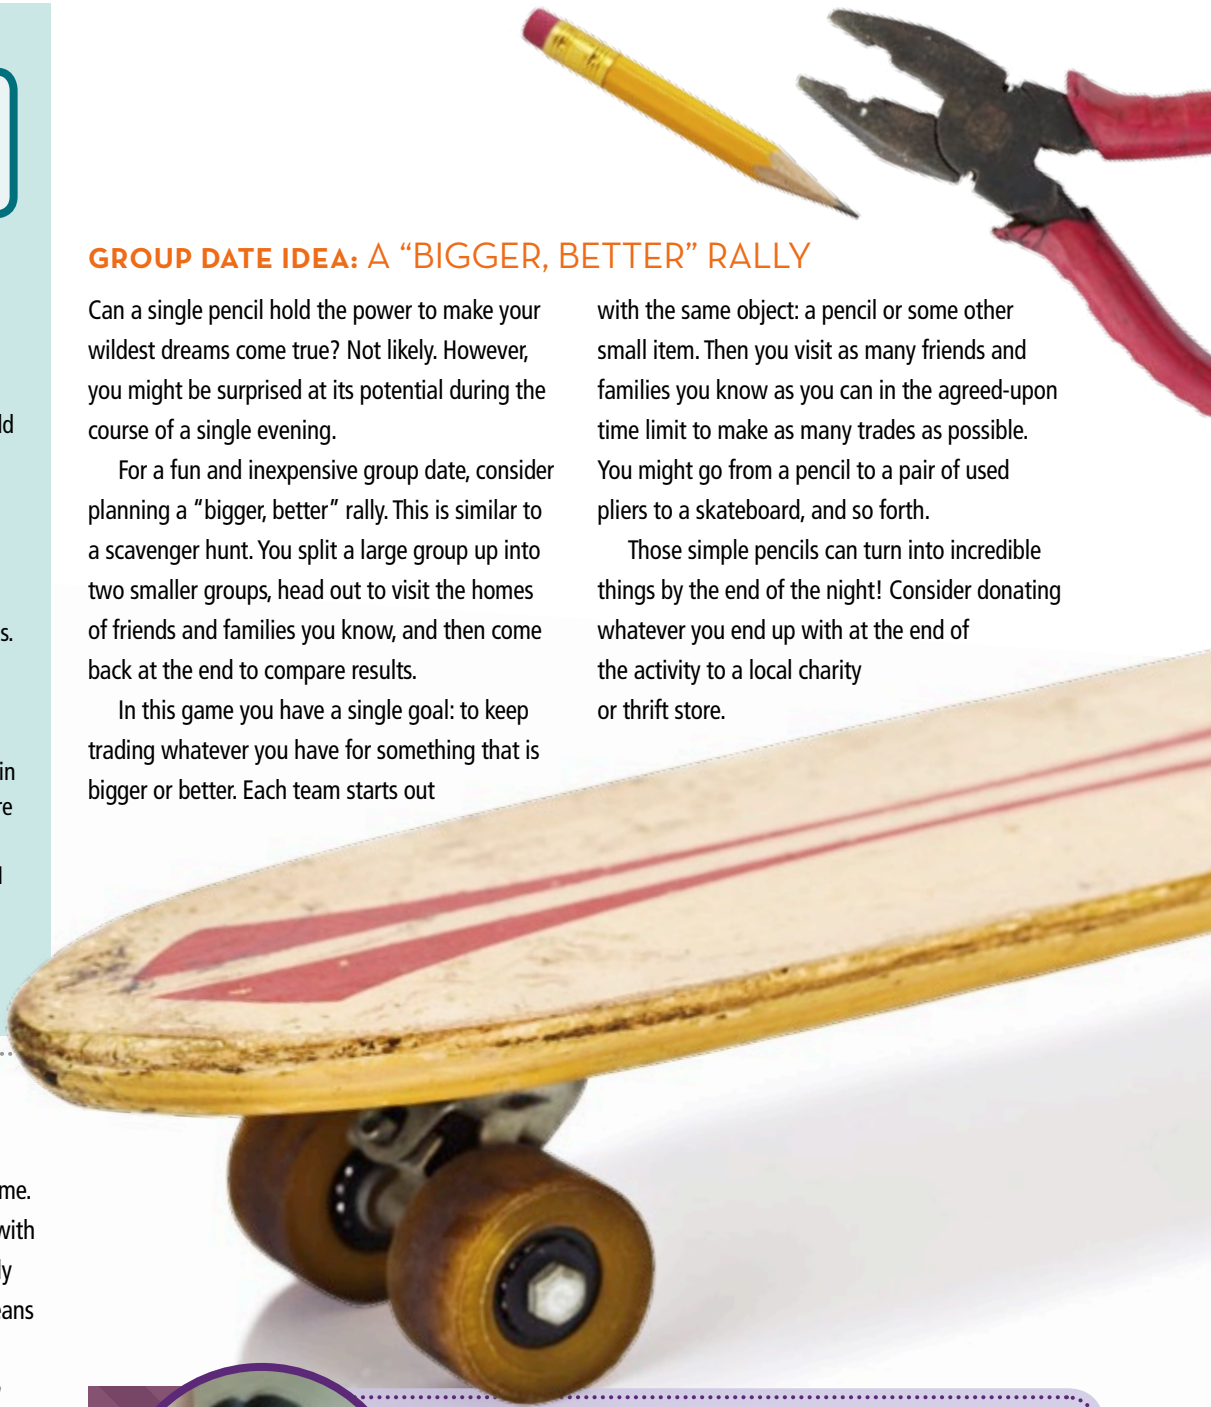 GROUP DATE IDEA: A “BIGGER, BETTER” RALLY
Can a single pencil hold the power to make your
wildest dreams come true? Not likely. However,
you might be surprised at its potential during the
course of a single evening.
For a fun and inexpensive group date, consider
planning a “bigger, better” rally. This is similar to
a scavenger hunt. You split a large group up into
two smaller groups, head out to visit the homes
of friends and families you know, and then come
back at the end to compare results.
In this game you have a single goal: to keep
trading whatever you have for something that is
bigger or better. Each team starts out
with the same object: a pencil or some other
small item. Then you visit as many friends and
families you know as you can in the agreed-upon
time limit to make as many trades as possible.
You might go from a pencil to a pair of used
pliers to a skateboard, and so forth.
Those simple pencils can turn into incredible
things by the end of the night! Consider donating
whatever you end up with at the end of
the activity to a local charity
or thrift store.
in
with